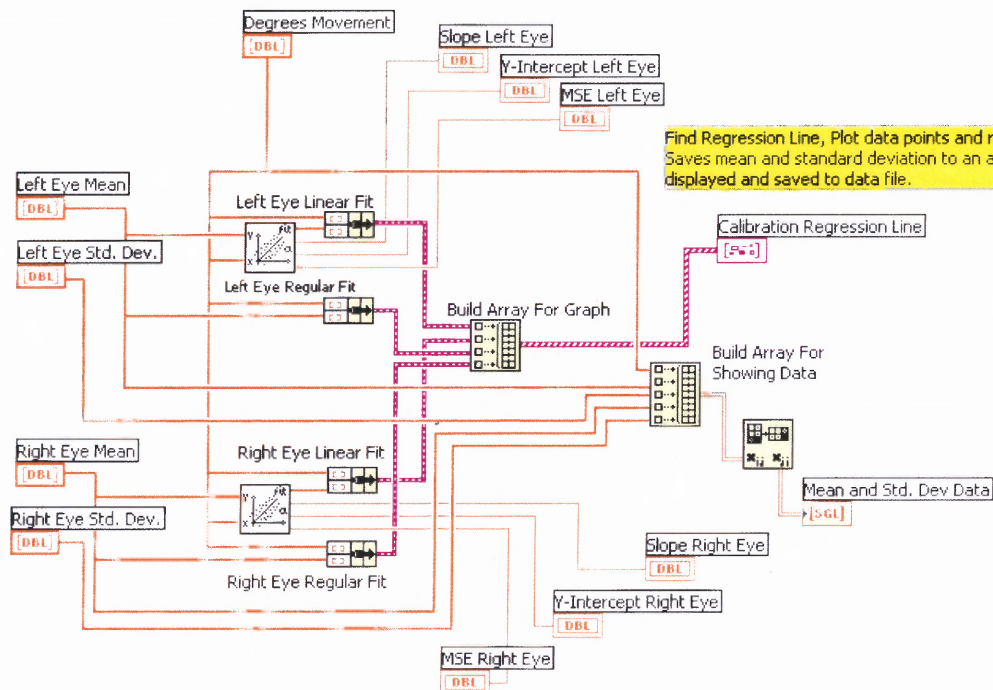 Degrees Movement
[DBL]
Slope Left Eye
DBL
Y-Intercept Left Eye
DBL
MSE Left Eye
DBL
Find Regression Line, Plot data points and
Saves mean and standard deviation to an
displayed and saved to data file.
Left Eye Mean
[DBL]
Left Eye Std. Dev.
[DBL]
Left Eye Linear Fit
Y
fit
X
Calibration Regression Line
Left Eye Regular Fit
Build Array For Graph
Build Array For
Showing Data
Right Eye Mean
[DBL]
Right Eye Linear Fit
Y
fit
X
Mean and Std. Dev Data
[SGL]
Right Eye Std. Dev.
[DBL]
Right Eye Regular Fit
Slope Right Eye
DBL
Y-Intercept Right Eye
DBL
MSE Right Eye
DBL